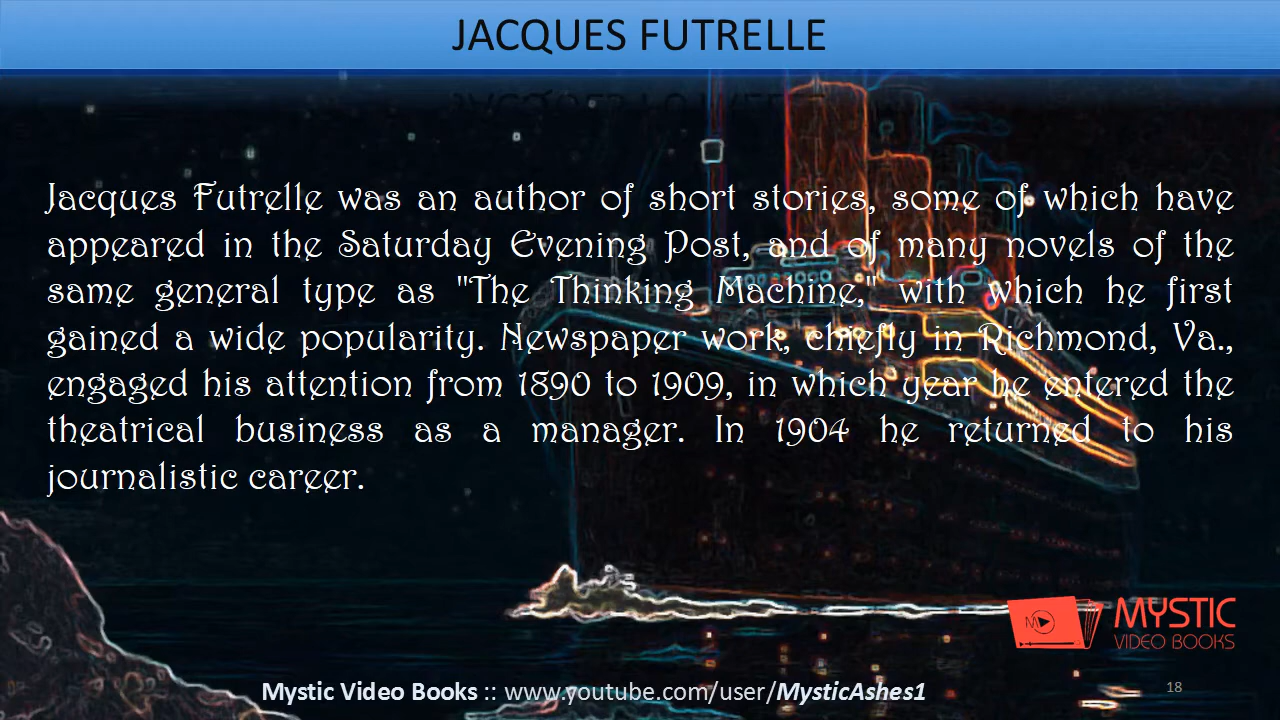 JACQUES FUTRELLE
Jacques Futrelle was an author of short stories, some of which have
appeared in the Saturday Evening Post, and of many novels of the
same general type as "The Thinking Machine," with which he first
gained a wide popularity. Newspaper work, chiefly in Richmond, Va.,
engaged his attention from 1890 to 1909, in which year he entered the
theatrical business as a manager. In 1904 he returned to his
journalistic career.
MYSTIC
VIDEO BOOKS
Mystic Video Books :: www.youtube.com/user/MysticAshes1
18